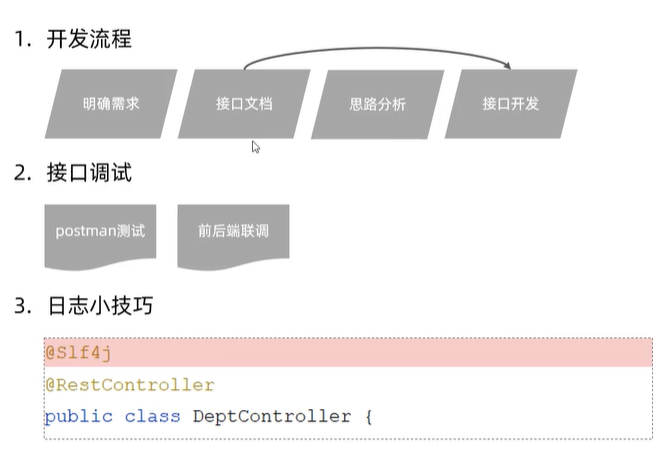 1. 开发流程
明确需求 接口文档 思路分析 接口开发
2. 接口调试
postman测试 前后端联调
3. 日志小技巧
@Slf4j
@RestController
public class DeptController {